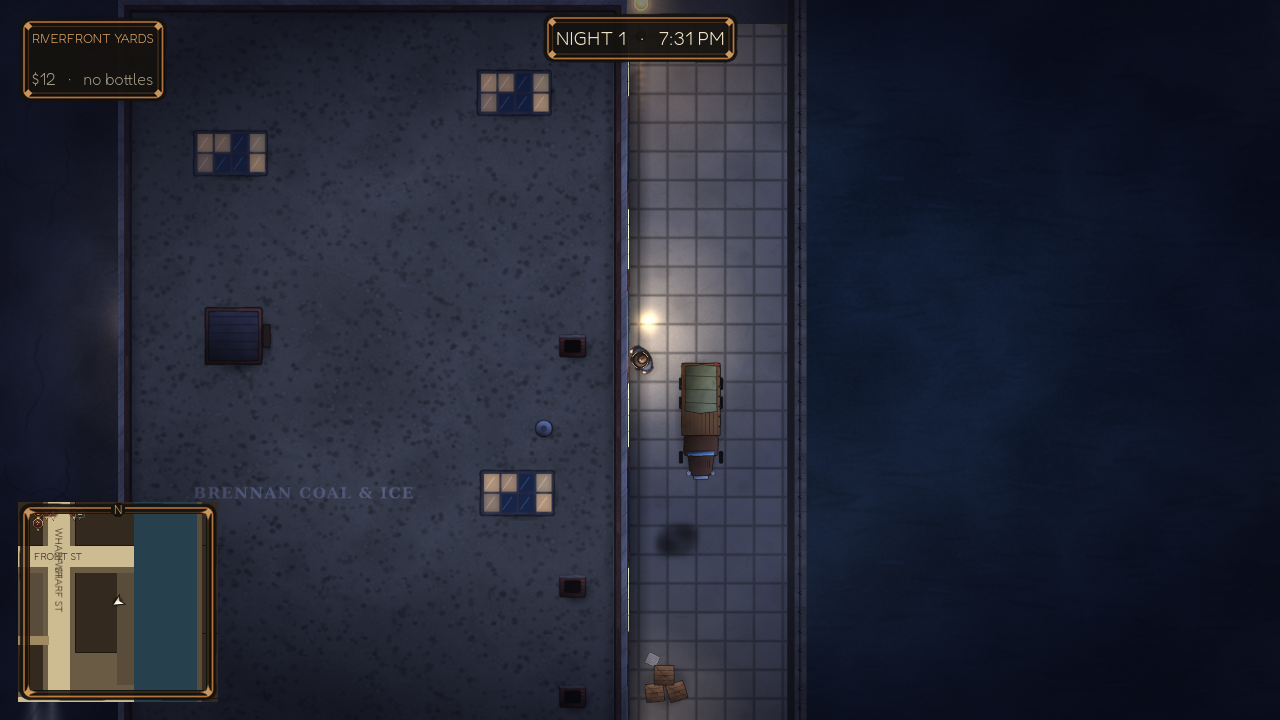 RIVERFRONT YARDS
$12 · no bottles
NIGHT 1 · 7:31 PM
BRENNAN COAL & ICE
N
FRONT ST
WHARF ST